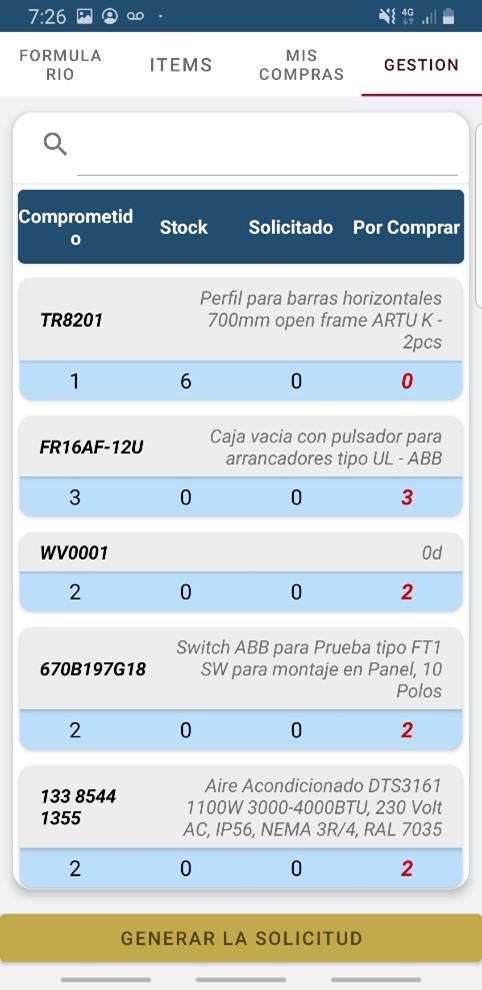 7:26
4G
FORMULA
RIO
ITEMS
MIS
COMPRAS
GESTION
Comprometid
o
Stock
Solicitado
Por Comprar
TR8201
Perfil para barras horizontales
700mm open frame ARTU K -
2pcs
1 6 0 0
FR16AF-12U
Caja vacia con pulsador para
arrancadores tipo UL - ABB
3 0 0 3
WV0001
0d
2 0 0 2
670B197G18
Switch ABB para Prueba tipo FT1
SW para montaje en Panel, 10
Polos
2 0 0 2
133 8544
1355
Aire Acondicionado DTS3161
1100W 3000-4000BTU, 230 Volt
AC, IP56, NEMA 3R/4, RAL 7035
2 0 0 2
GENERAR LA SOLICITUD